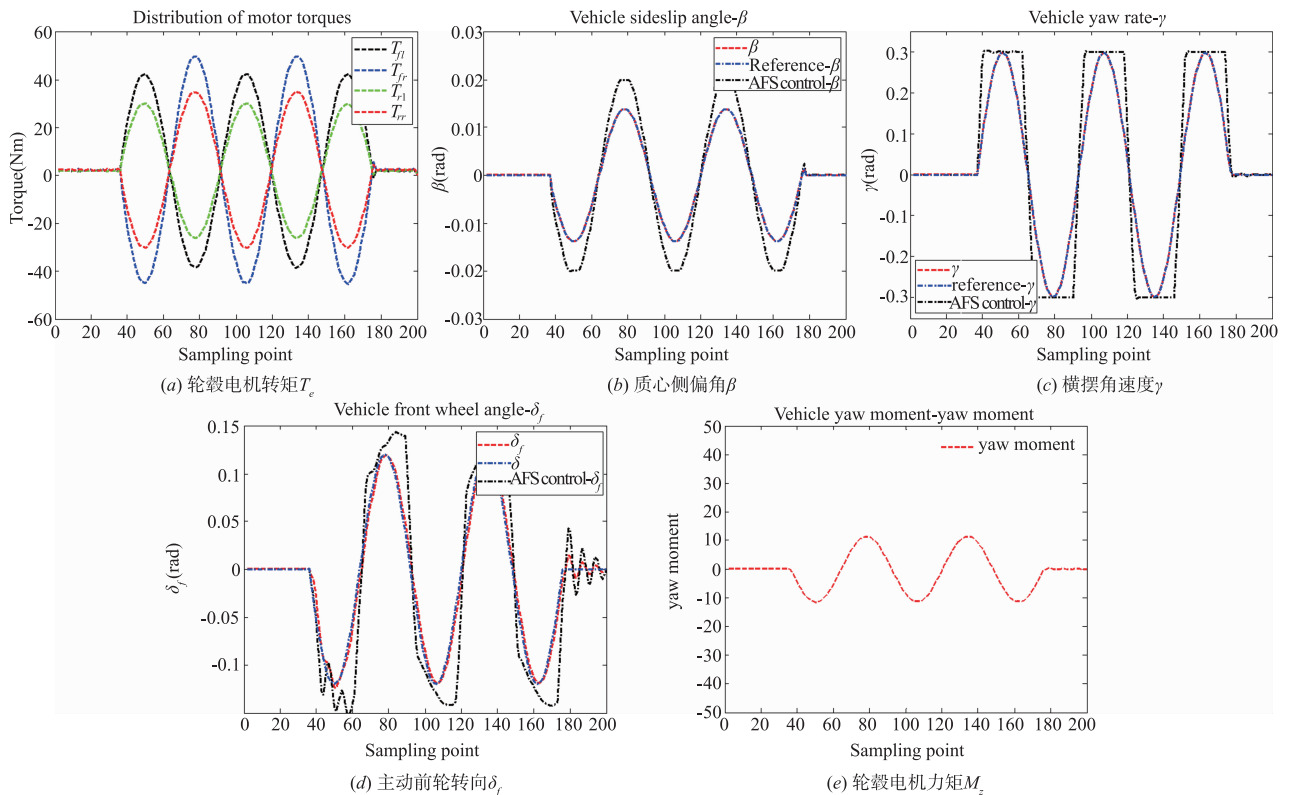 Distribution of motor torques
60
40
20
0
-20
-40
-60
Torque(Nm)
T_fl
T_fr
T_r1
T_rr
0 20 40 60 80 100 120 140 160 200
Sampling point
(a) 轮毂电机转矩T_e
Vehicle sideslip angle-β
0.03
0.02
0.01
0
-0.01
-0.02
-0.03
β(rad)
β
Reference-β
AFS control-β
0 20 40 60 80 100 120 140 160 200
Sampling point
(b) 质心侧偏角β
Vehicle yaw rate-γ
0.3
0.2
0.1
0
-0.1
-0.2
-0.3
γ(rad)
γ
reference-γ
AFS control-γ
0 20 40 60 80 100 120 140 160 180 200
Sampling point
(c) 横摆角速度γ
Vehicle front wheel angle-δ_f
0.15
0.1
0.05
0
-0.05
-0.1
δ_f(rad)
δ_f
δ
AFS control-δ_f
0 20 40 60 80 100 120 140 160 200
Sampling point
(d) 主动前轮转向δ_f
Vehicle yaw moment-yaw moment
50
40
30
20
10
0
-10
-20
-30
-40
-50
yaw moment
yaw moment
0 20 40 60 80 100 120 140 160 200
Sampling point
(e) 轮毂电机力矩M_z